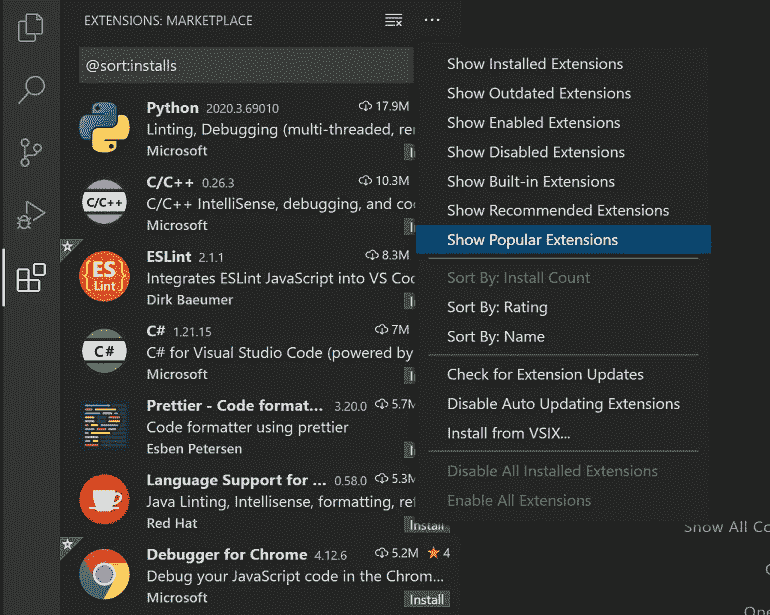 EXTENSIONS: MARKETPLACE
@sort:installs
Python 2020.3.69010 17.9M
Linting, Debugging (multi-threaded,
Microsoft
C/C++
C/C++ 0.26.3 10.3M
C/C++ IntelliSense, debugging, and
Microsoft
ES
Lint
ESLint 2.1.1 8.3M
Integrates ESLint JavaScript into VS
Dirk Baeumer
C#
C# 1.21.15 7M
C# for Visual Studio Code (powered by
Microsoft
Prettier - Code format... 3.20.0 5.7M
Code formatter using prettier
Esben Petersen
Language Support for ... 0.58.0 5.3M
Java Linting, Intellisense, formatting,
Red Hat
Install
Debugger for Chrome 4.12.6 5.2M 4
Debug your JavaScript code in the Chrom...
Microsoft
Install
Show Installed Extensions
Show Outdated Extensions
Show Enabled Extensions
Show Disabled Extensions
Show Built-in Extensions
Show Recommended Extensions
Show Popular Extensions
Sort By: Install Count
Sort By: Rating
Sort By: Name
Check for Extension Updates
Disable Auto Updating Extensions
Install from VSIX...
Disable All Installed Extensions
Enable All Extensions
Show All